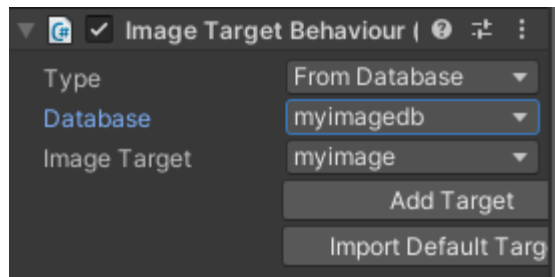 Image Target Behaviour (
Type From Database
Database myimagedb
Image Target myimage
Add Target
Import Default Targ